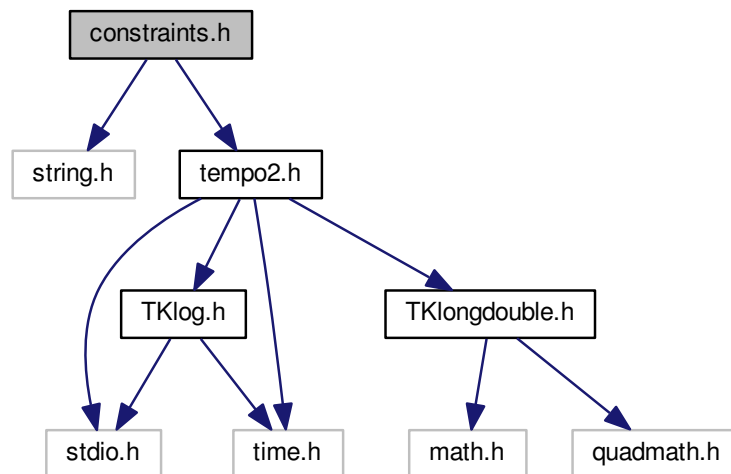 constraints.h
string.h
tempo2.h
TKlog.h
TKlongdouble.h
stdio.h
time.h
math.h
quadmath.h